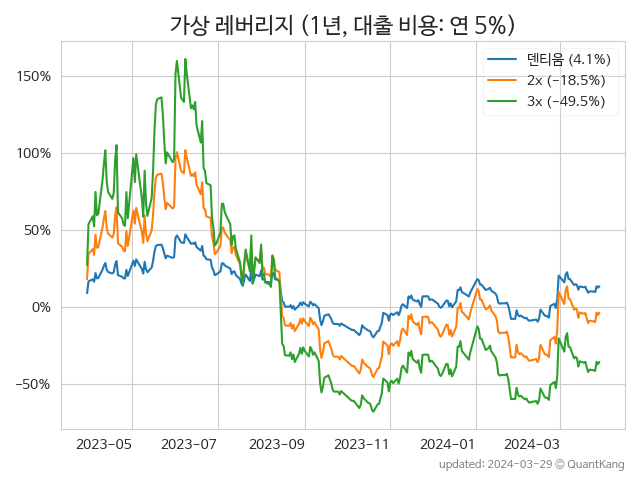 가상 레버리지 (1년, 대출 비용: 연 5%)
덴티움 (4.1%)
2x (−18.5%)
3x (−49.5%)
150%
100%
50%
0%
−50%
2023-05
2023-07
2023-09
2023-11
2024-01
2024-03
updated: 2024-03-29 © QuantKang